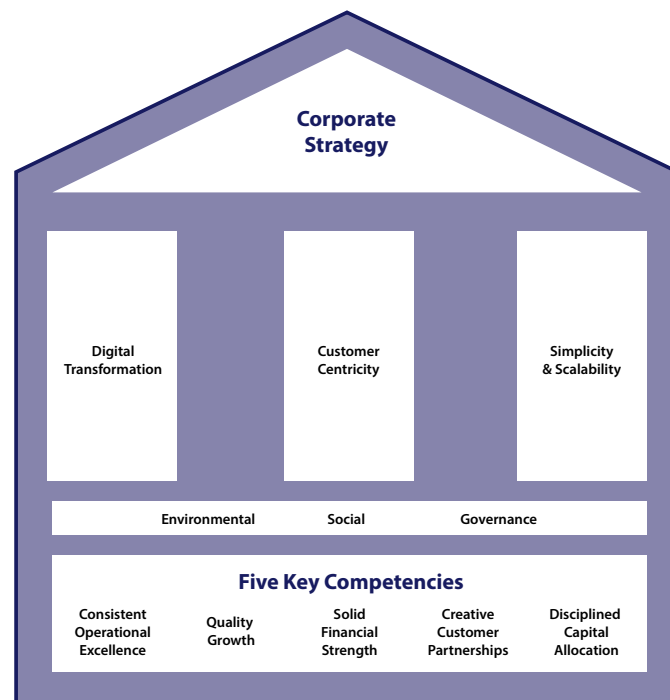 Corporate
Strategy
Digital
Transformation
Customer
Centricity
Simplicity
& Scalability
Environmental Social Governance
Five Key Competencies
Consistent
Operational
Excellence
Quality
Growth
Solid
Financial
Strength
Creative
Customer
Partnerships
Disciplined
Capital
Allocation